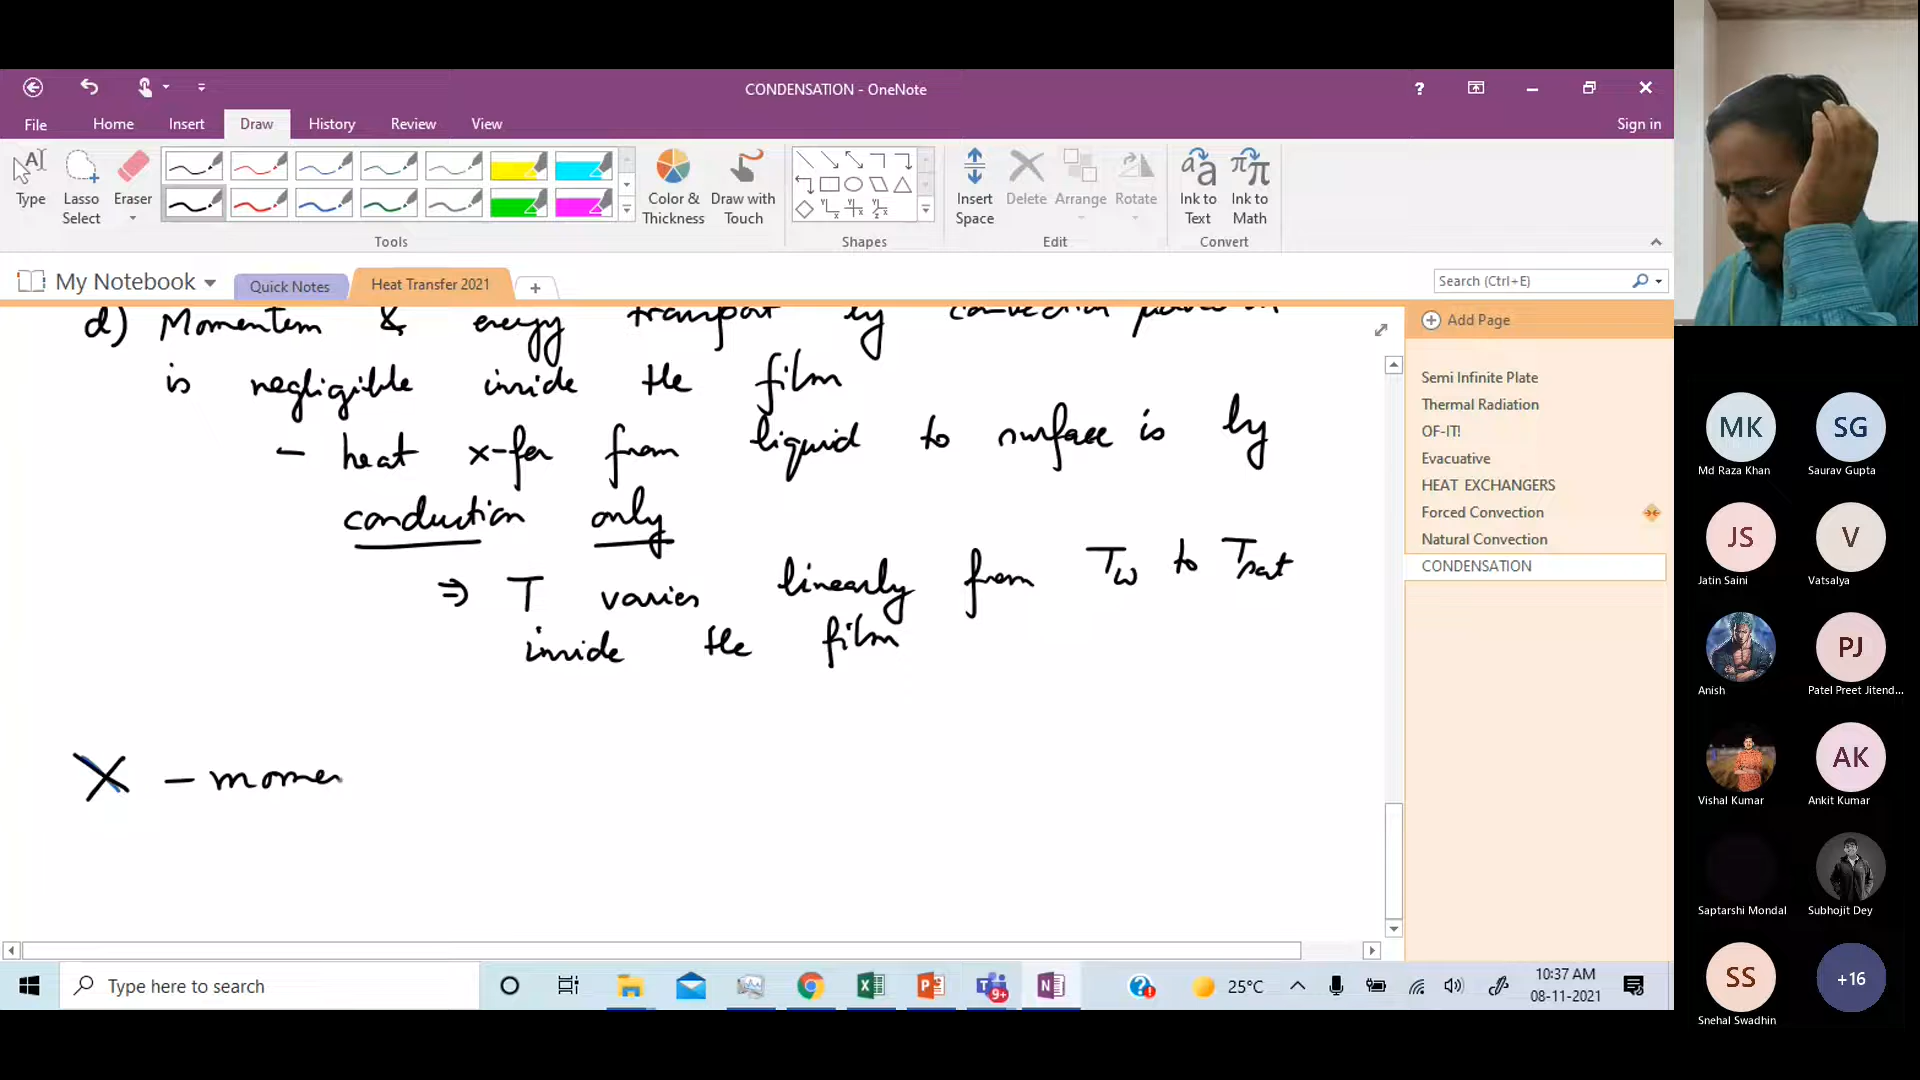 CONDENSATION - OneNote
?
File
Home
Insert
Draw
History
Review
View
Sign in
Type
Lasso Select
Eraser
Color & Thickness
Draw with Touch
Insert Space
Delete
Arrange
Rotate
Ink to Text
Ink to Math
Tools
Shapes
Edit
Convert
My Notebook
Quick Notes
Heat Transfer 2021
Search (Ctrl+E)
d) Momentum & energy transport by convection
is negligible inside the film
- heat x-fer from liquid to surface is by
conduction only
⇒ T varies linearly from Tw to Tsat
inside the film
X - momen
Add Page
Semi Infinite Plate
Thermal Radiation
OF-IT!
Evacuative
HEAT EXCHANGERS
Forced Convection
Natural Convection
CONDENSATION
MK
Md Raza Khan
SG
Saurav Gupta
JS
Jatin Saini
V
Vatsalya
Anish
PJ
Patel Preet Jitend...
Vishal Kumar
AK
Ankit Kumar
Saptarshi Mondal
Subhojit Dey
SS
Snehal Swadhin
+16
Type here to search
9+
25°C
10:37 AM
08-11-2021